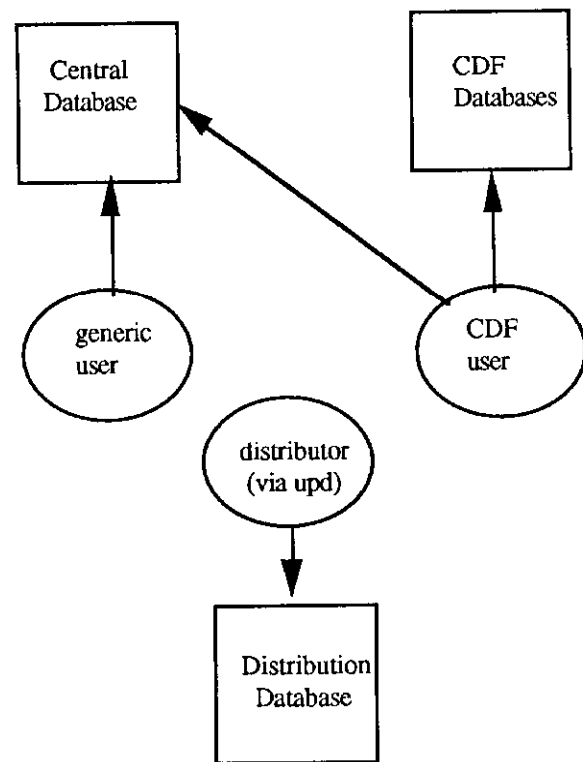 Central
Database
CDF
Databases
generic
user
CDF
user
distributor
(via upd)
Distribution
Database